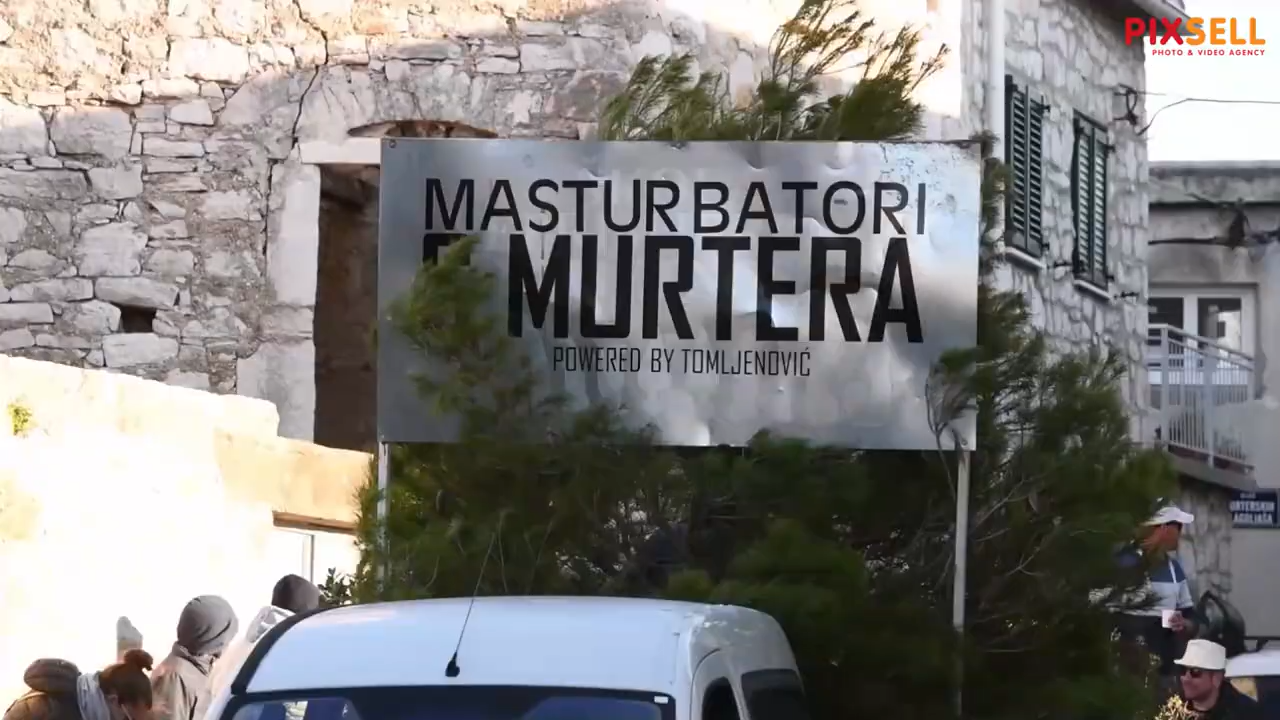 PIXSELL
PHOTO & VIDEO AGENCY
MASTURBATORI
MURTERA
POWERED BY TOMLJENOVIĆ